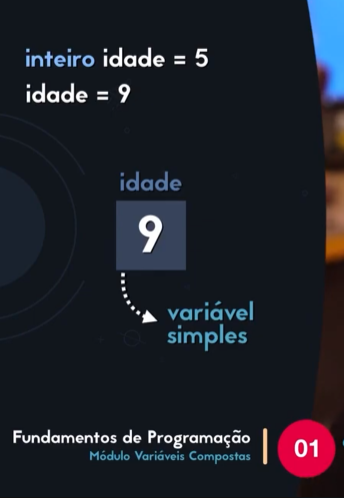 inteiro idade = 5
idade = 9
idade
9
variável
simples
Fundamentos de Programação
Módulo Variáveis Compostas
01